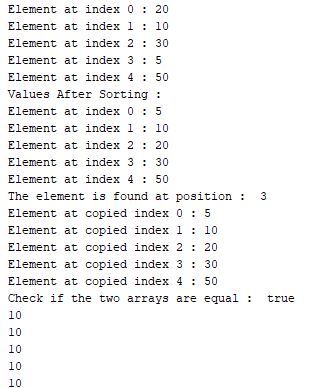 Element at index 0 : 20
Element at index 1 : 10
Element at index 2 : 30
Element at index 3 : 5
Element at index 4 : 50
Values After Sorting :
Element at index 0 : 5
Element at index 1 : 10
Element at index 2 : 20
Element at index 3 : 30
Element at index 4 : 50
The element is found at position :  3
Element at copied index 0 : 5
Element at copied index 1 : 10
Element at copied index 2 : 20
Element at copied index 3 : 30
Element at copied index 4 : 50
Check if the two arrays are equal :  true
10
10
10
10
10